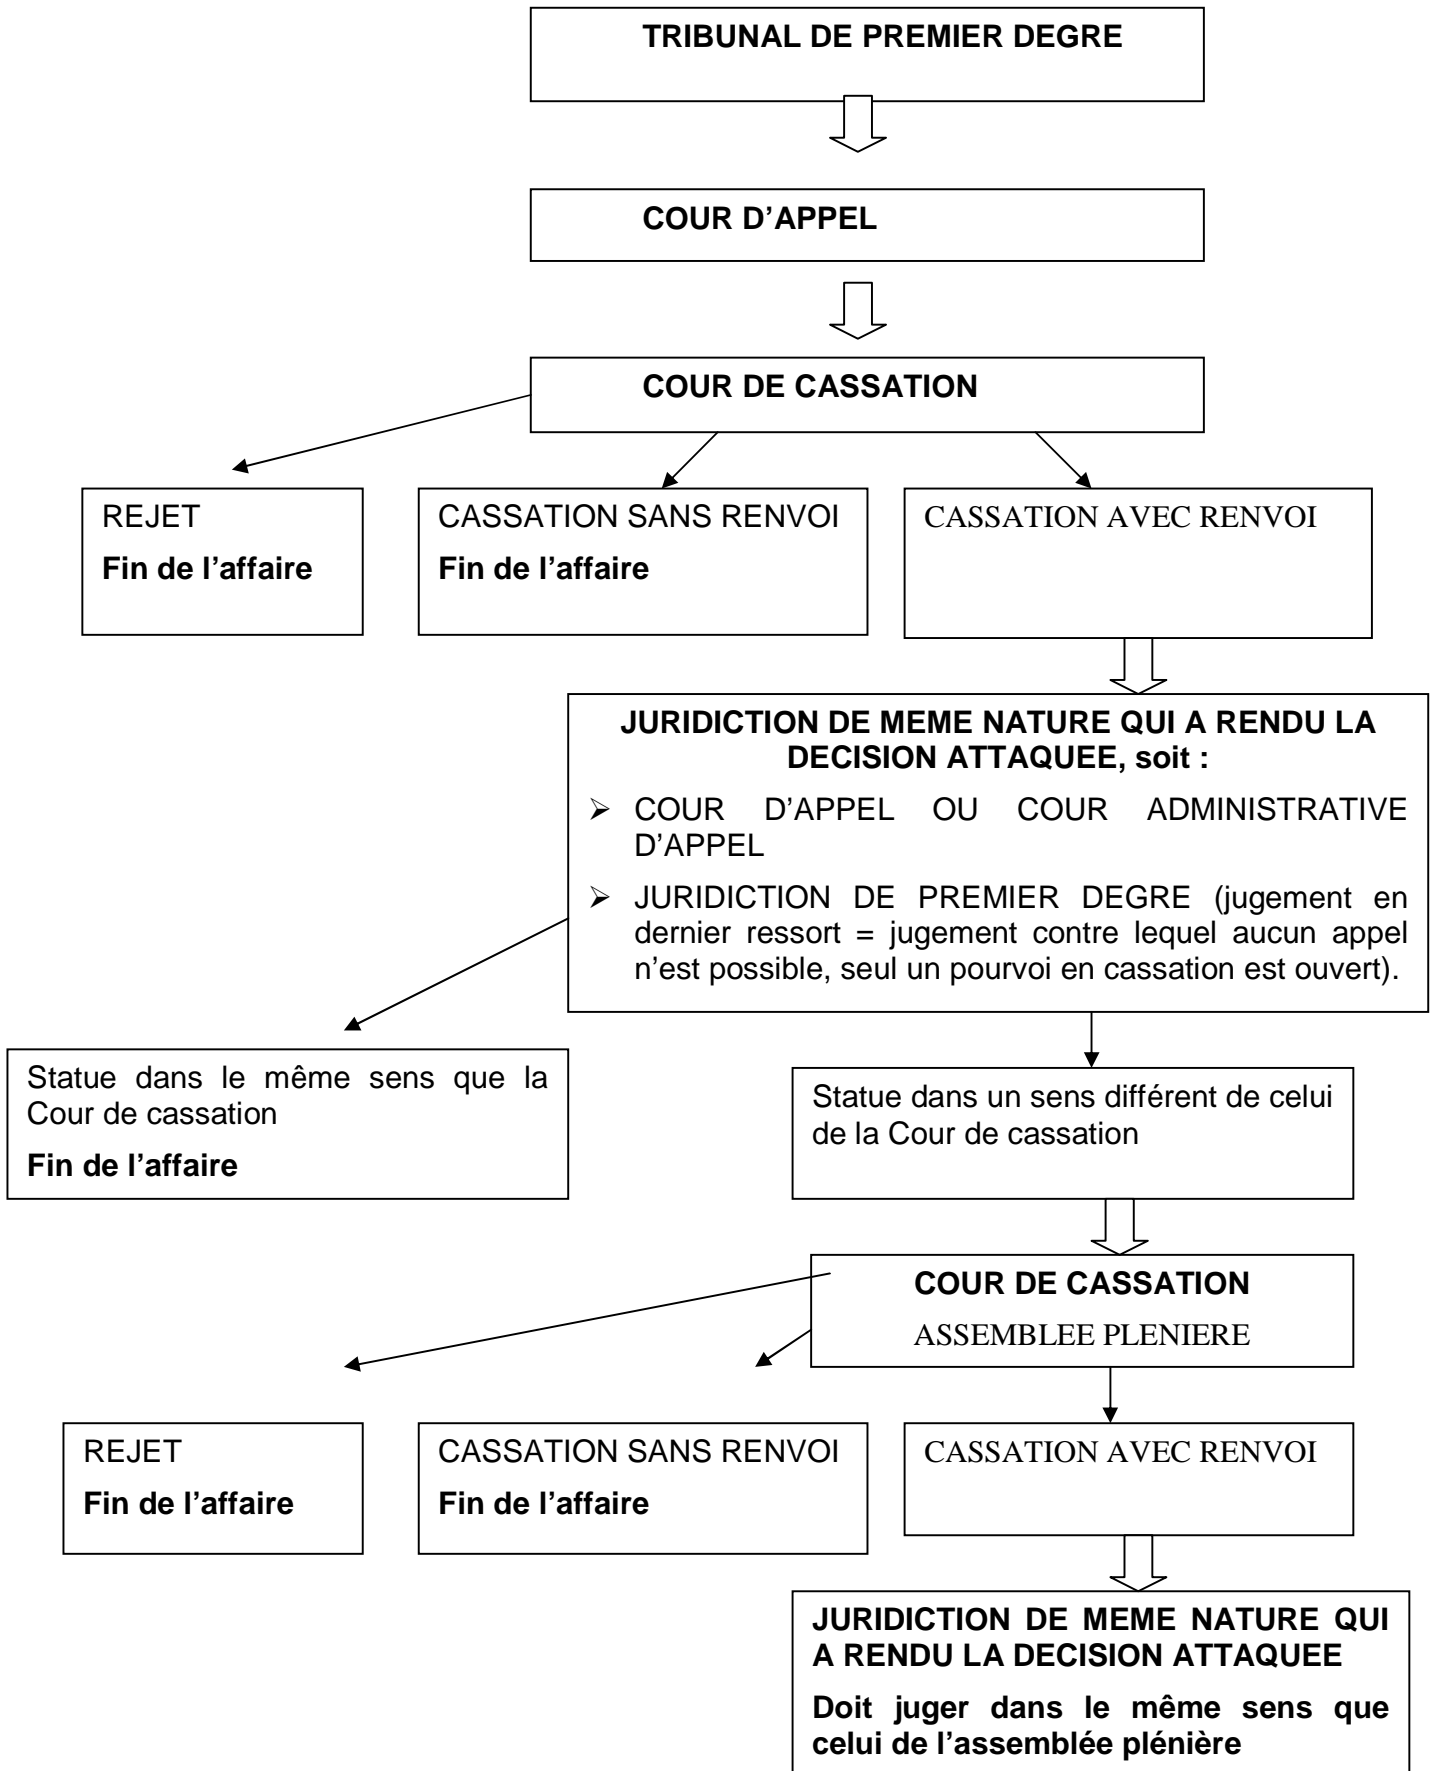 TRIBUNAL DE PREMIER DEGRE
COUR D’APPEL
COUR DE CASSATION
REJET
Fin de l’affaire
CASSATION SANS RENVOI
Fin de l’affaire
CASSATION AVEC RENVOI
JURIDICTION DE MEME NATURE QUI A RENDU LA
DECISION ATTAQUEE, soit :
➢ COUR D’APPEL OU COUR ADMINISTRATIVE
D’APPEL
➢ JURIDICTION DE PREMIER DEGRE (jugement en
dernier ressort = jugement contre lequel aucun appel
n’est possible, seul un pourvoi en cassation est ouvert).
Statue dans le même sens que la
Cour de cassation
Fin de l’affaire
Statue dans un sens différent de celui
de la Cour de cassation
COUR DE CASSATION
ASSEMBLEE PLENIERE
REJET
Fin de l’affaire
CASSATION SANS RENVOI
Fin de l’affaire
CASSATION AVEC RENVOI
JURIDICTION DE MEME NATURE QUI
A RENDU LA DECISION ATTAQUEE
Doit juger dans le même sens que
celui de l’assemblée plénière